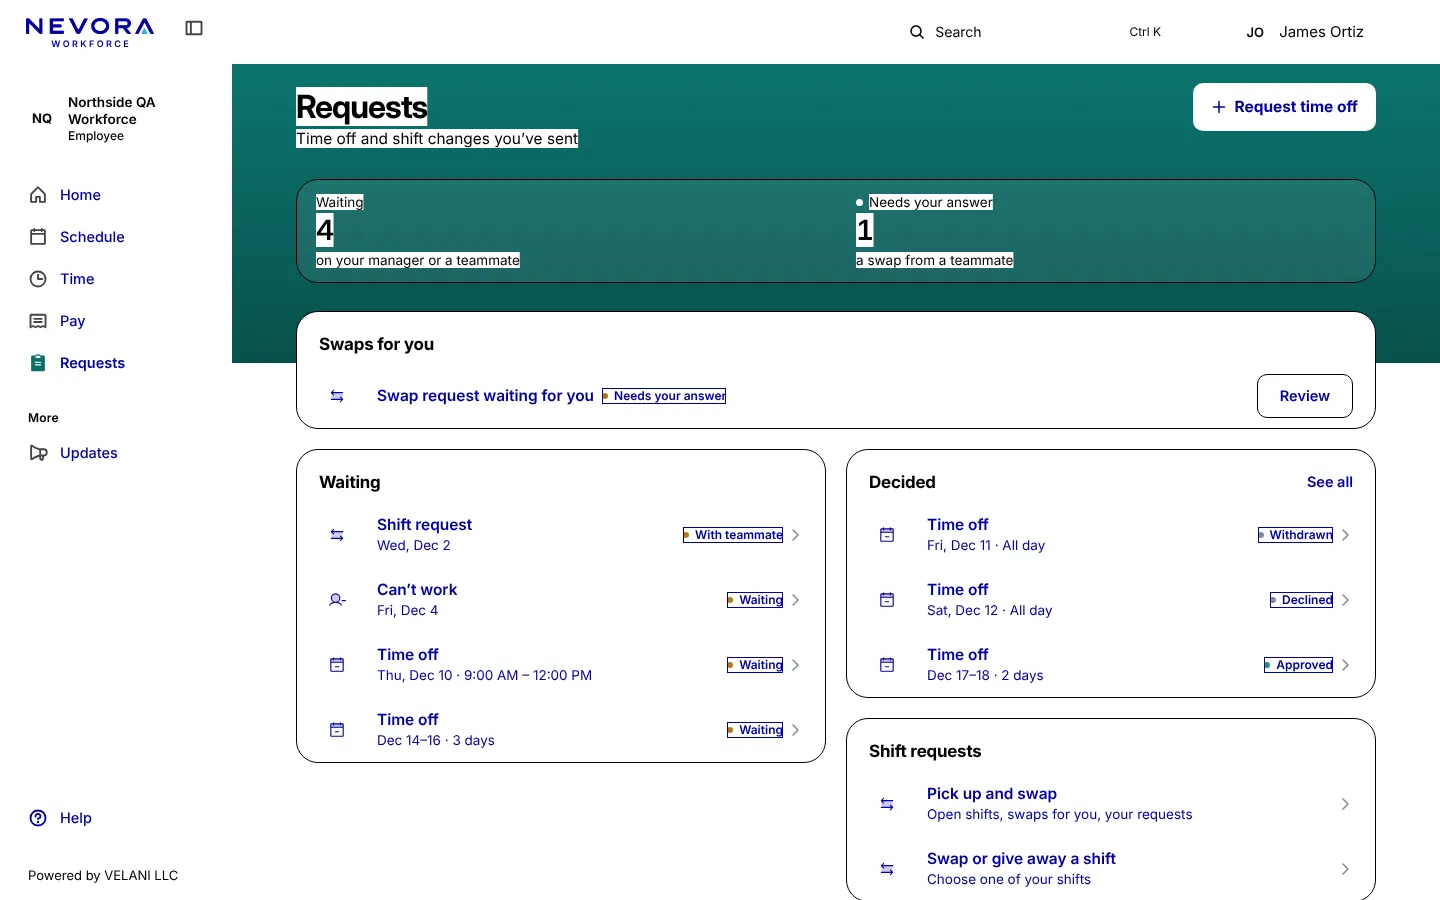 NEVORA
WORKFORCE
Search
Ctrl K
JO
James Ortiz
NQ
Northside QA
Workforce
Employee
Home
Schedule
Time
Pay
Requests
More
Updates
Help
Powered by VELANI LLC
Requests
Time off and shift changes you’ve sent
Request time off
Waiting
4
on your manager or a teammate
Needs your answer
1
a swap from a teammate
Swaps for you
Swap request waiting for you
Needs your answer
Review
Waiting
Shift request
Wed, Dec 2
With teammate
Can’t work
Fri, Dec 4
Waiting
Time off
Thu, Dec 10 · 9:00 AM – 12:00 PM
Waiting
Time off
Dec 14–16 · 3 days
Waiting
Decided
See all
Time off
Fri, Dec 11 · All day
Withdrawn
Time off
Sat, Dec 12 · All day
Declined
Time off
Dec 17–18 · 2 days
Approved
Shift requests
Pick up and swap
Open shifts, swaps for you, your requests
Swap or give away a shift
Choose one of your shifts